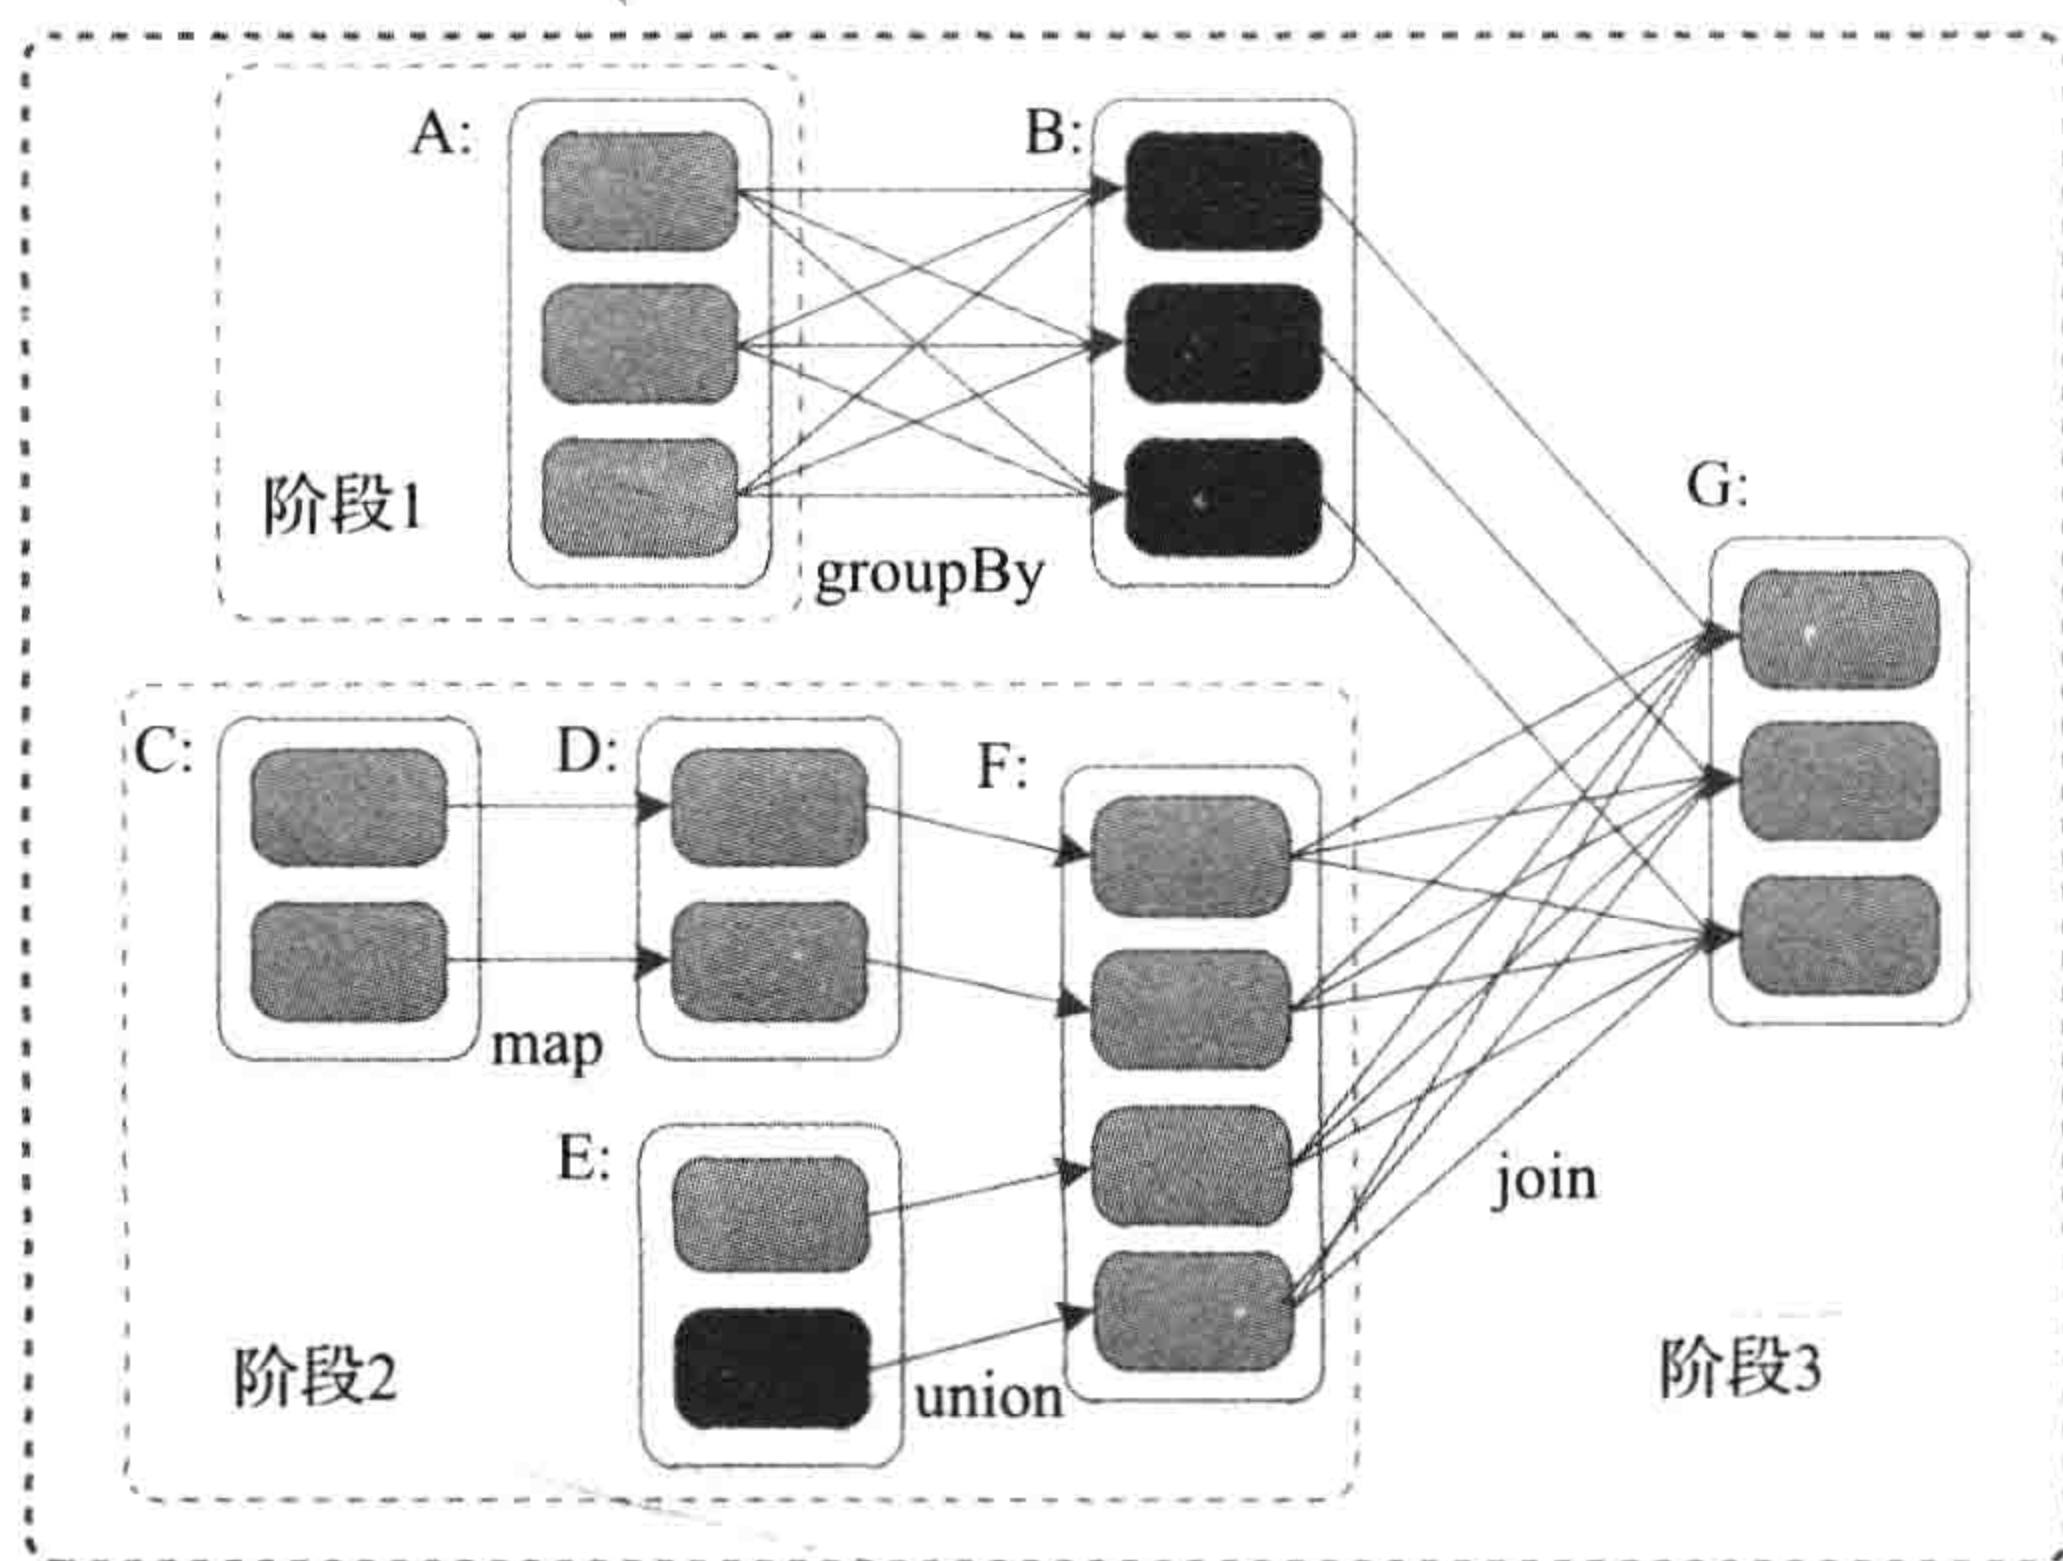 A:
B:
阶段1
groupBy
G:
C:
D:
F:
map
E:
join
阶段2
union
阶段3